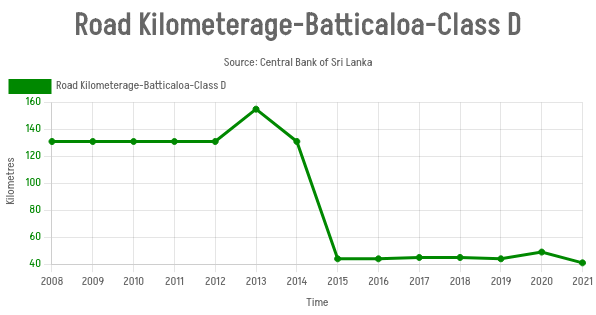 Road Kilometerage-Batticaloa-Class D
Source: Central Bank of Sri Lanka
Road Kilometerage-Batticaloa-Class D
160
140
120
100
80
60
40
Kilometres
2008 2009 2010 2011 2012 2013 2014 2015 2016 2017 2018 2019 2020 2021
Time